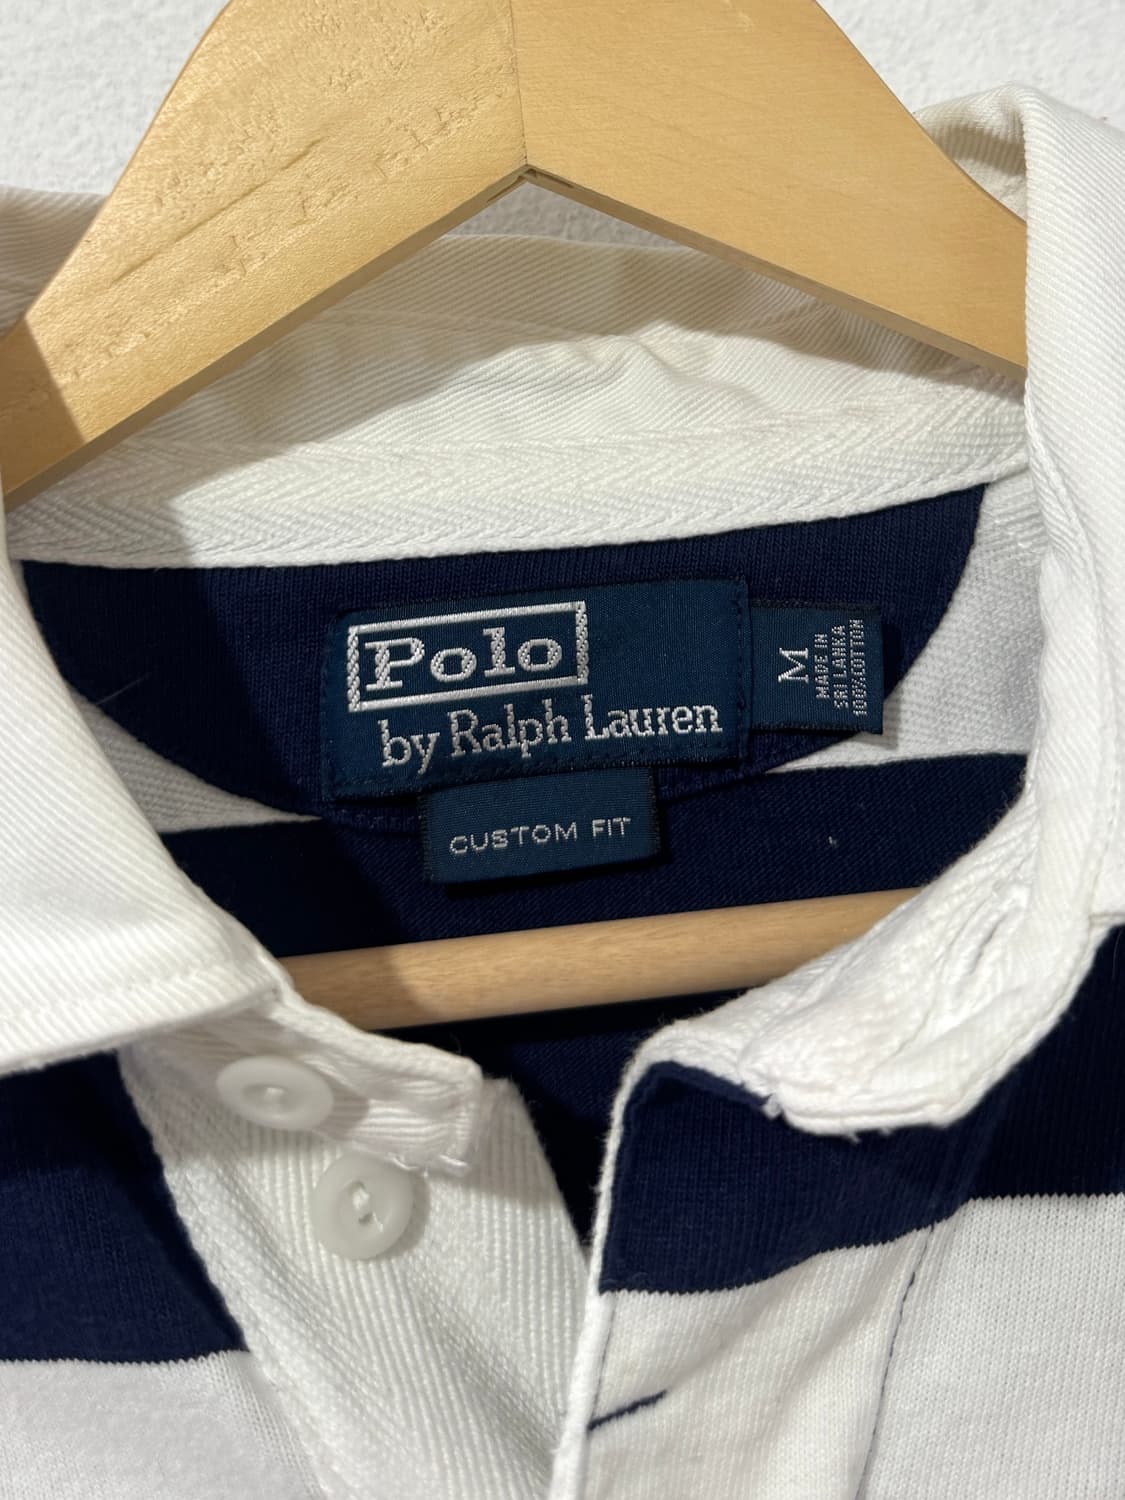 Polo
by Ralph Lauren
M
MADE IN
SRI LANKA
100% COTTON
CUSTOM FIT